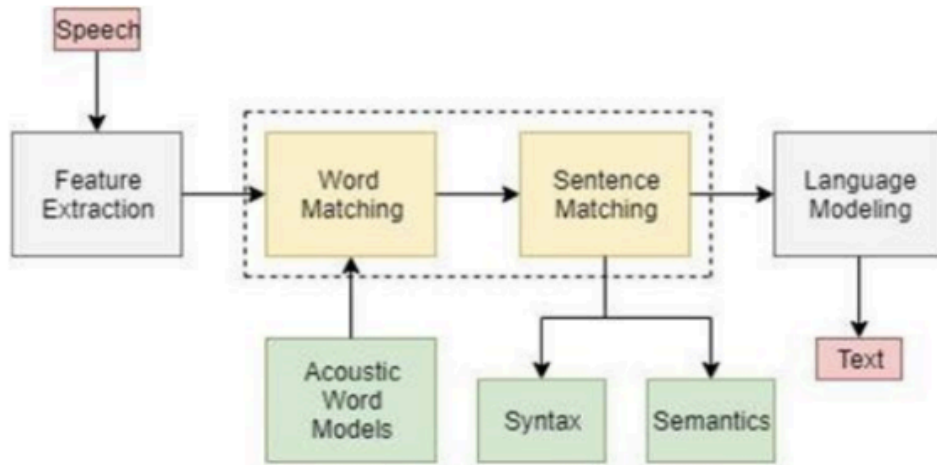 Speech
Feature
Extraction
Word
Matching
Sentence
Matching
Language
Modeling
Acoustic
Word
Models
Syntax
Semantics
Text